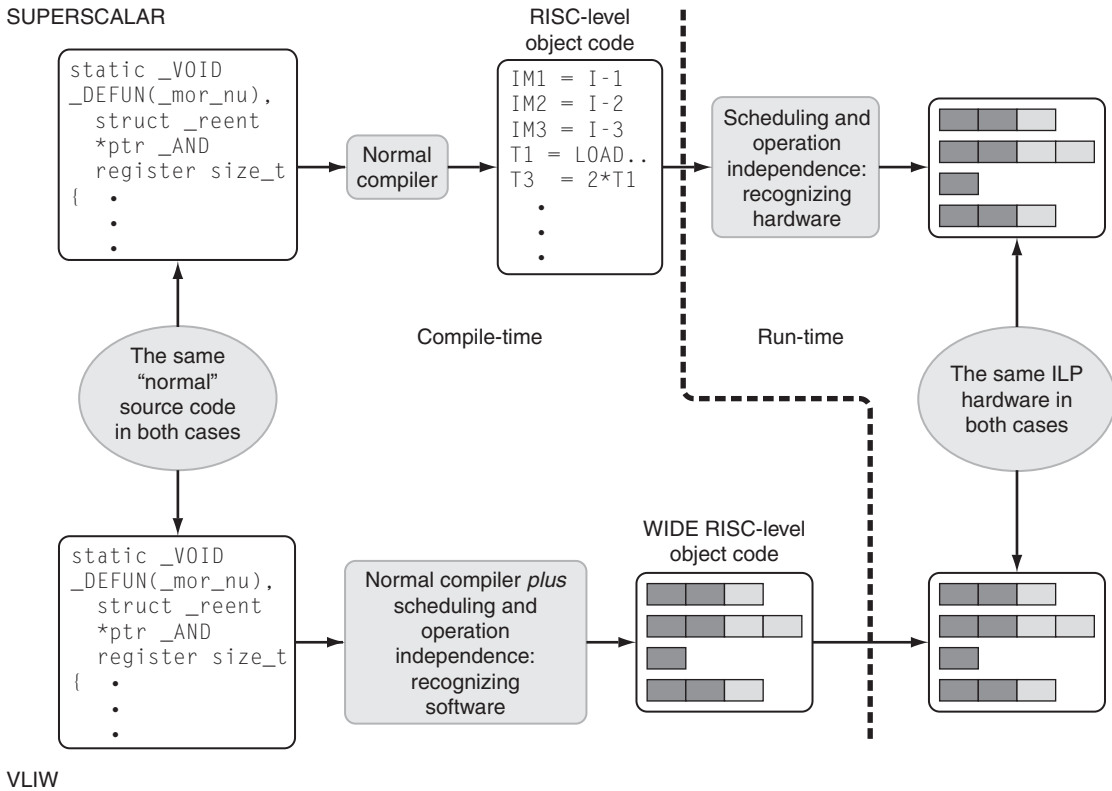 SUPERSCALAR
static _VOID
_DEFUN(_mor_nu),
struct _reent
*ptr _AND
register size_t
{
Normal
compiler
RISC-level
object code
IM1 = I-1
IM2 = I-2
IM3 = I-3
T1 = LOAD..
T3 = 2*T1
Scheduling and
operation
independence:
recognizing
hardware
The same
“normal”
source code
in both cases
Compile-time
Run-time
The same ILP
hardware in
both cases
static _VOID
_DEFUN(_mor_nu),
struct _reent
*ptr _AND
register size_t
{
Normal compiler plus
scheduling and
operation
independence:
recognizing
software
WIDE RISC-level
object code
VLIW